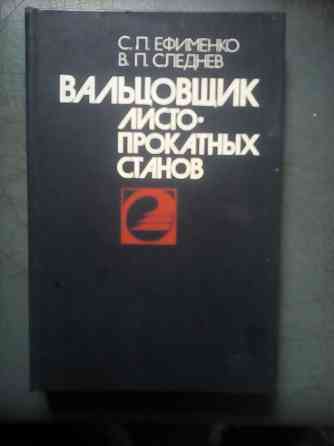 С.П.ЕФИМЕНКО
В.П.СЛЕДНЕВ
ВАЛЬЦОВЩИК
ЛИСТО-
ПРОКАТНЫХ
СТАНОВ